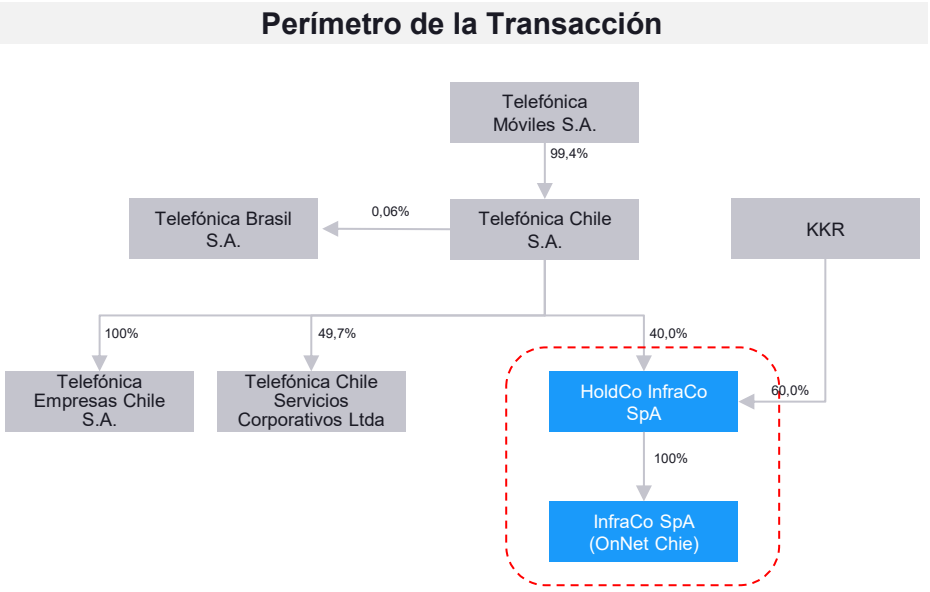 Perímetro de la Transacción
Telefónica
Móviles S.A.
99,4%
Telefónica Brasil
S.A.
0,06%
Telefónica Chile
S.A.
KKR
100%
49,7%
40,0%
Telefónica
Empresas Chile
S.A.
Telefónica Chile
Servicios
Corporativos Ltda
HoldCo InfraCo
SpA
60,0%
100%
InfraCo SpA
(OnNet Chie)